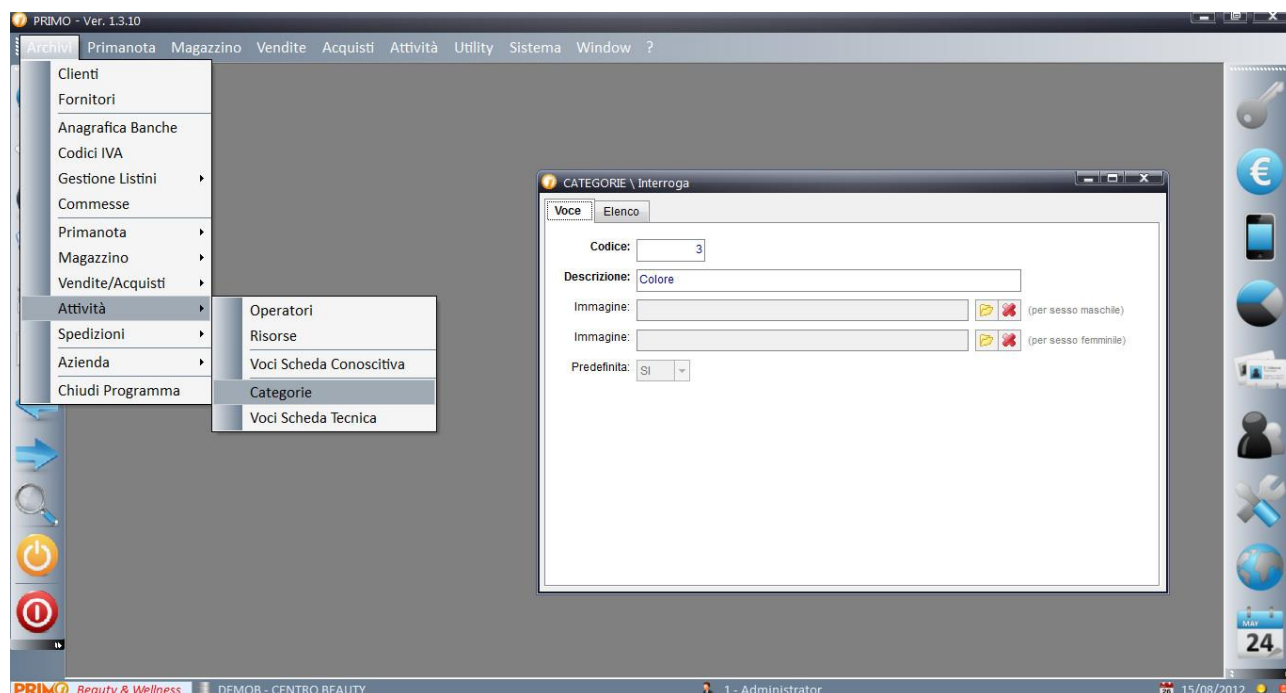 PRIMO - Ver. 1.3.10
Archivi Primanota Magazzino Vendite Acquisti Attività Utility Sistema Window ?
Clienti
Fornitori
Anagrafica Banche
Codici IVA
Gestione Listini
Commesse
Primanota
Magazzino
Vendite/Acquisti
Attività
Spedizioni
Azienda
Chiudi Programma
Operatori
Risorse
Voci Scheda Conoscitiva
Categorie
Voci Scheda Tecnica
CATEGORIE \ Interroga
Voce Elenco
Codice: 3
Descrizione: Colore
Immagine: (per sesso maschile)
Immagine: (per sesso femminile)
Predefinita: SI
MAY
24
PRIMO Beauty & Wellness DEMOB - CENTRO BEAUTY 1 - Administrator 15/08/2012